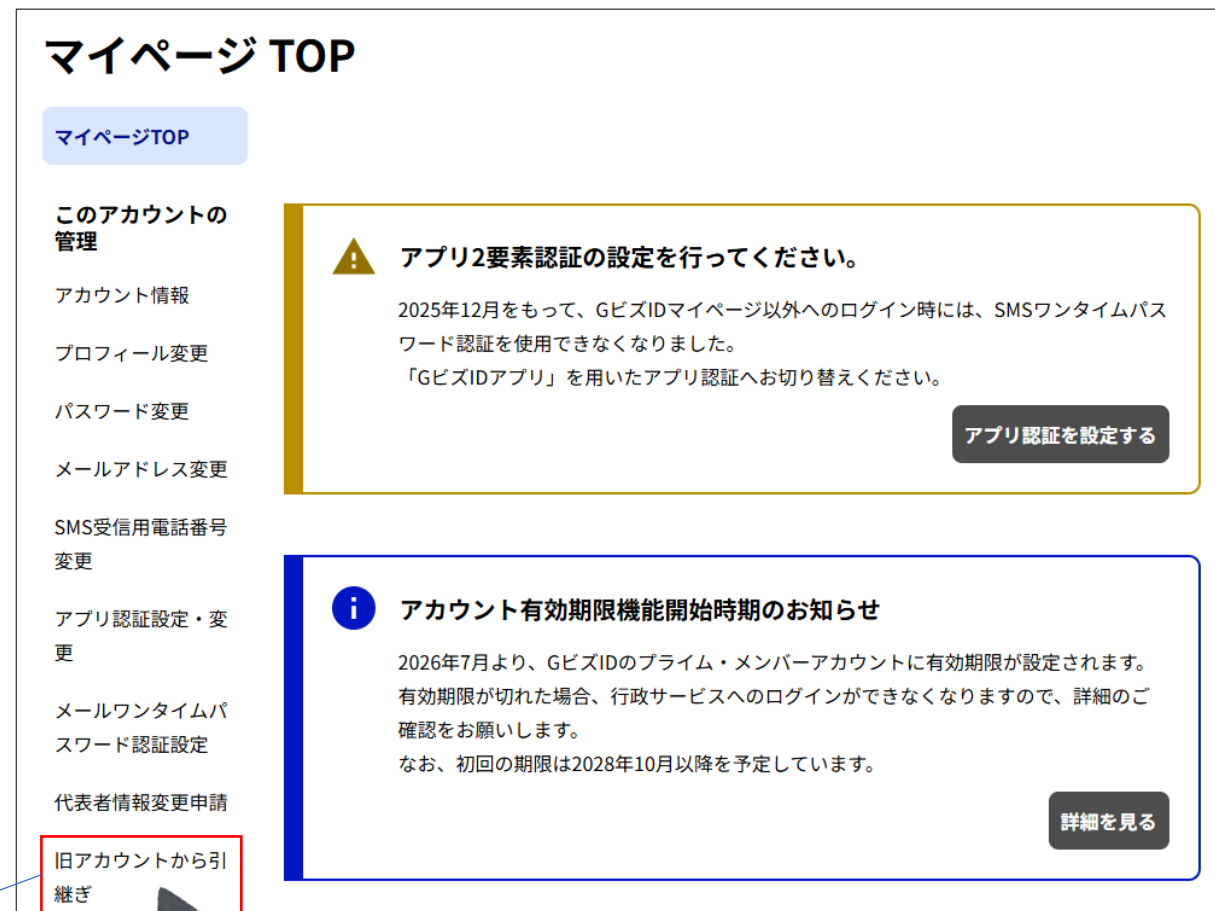 マイページ TOP
マイページTOP
このアカウントの
管理
アカウント情報
プロフィール変更
パスワード変更
メールアドレス変更
SMS受信用電話番号
変更
アプリ認証設定・変
更
メールワンタイムパ
スワード認証設定
代表者情報変更申請
旧アカウントから引
継ぎ
アプリ2要素認証の設定を行ってください。
2025年12月をもって、GビズIDマイページ以外へのログイン時には、SMSワンタイムパス
ワード認証を使用できなくなりました。
「GビズIDアプリ」を用いたアプリ認証へお切り替えください。
アプリ認証を設定する
アカウント有効期限機能開始時期のお知らせ
2026年7月より、GビズIDのプライム・メンバーアカウントに有効期限が設定されます。
有効期限が切れた場合、行政サービスへのログインができなくなりますので、詳細のご
確認をお願いします。
なお、初回の期限は2028年10月以降を予定しています。
詳細を見る